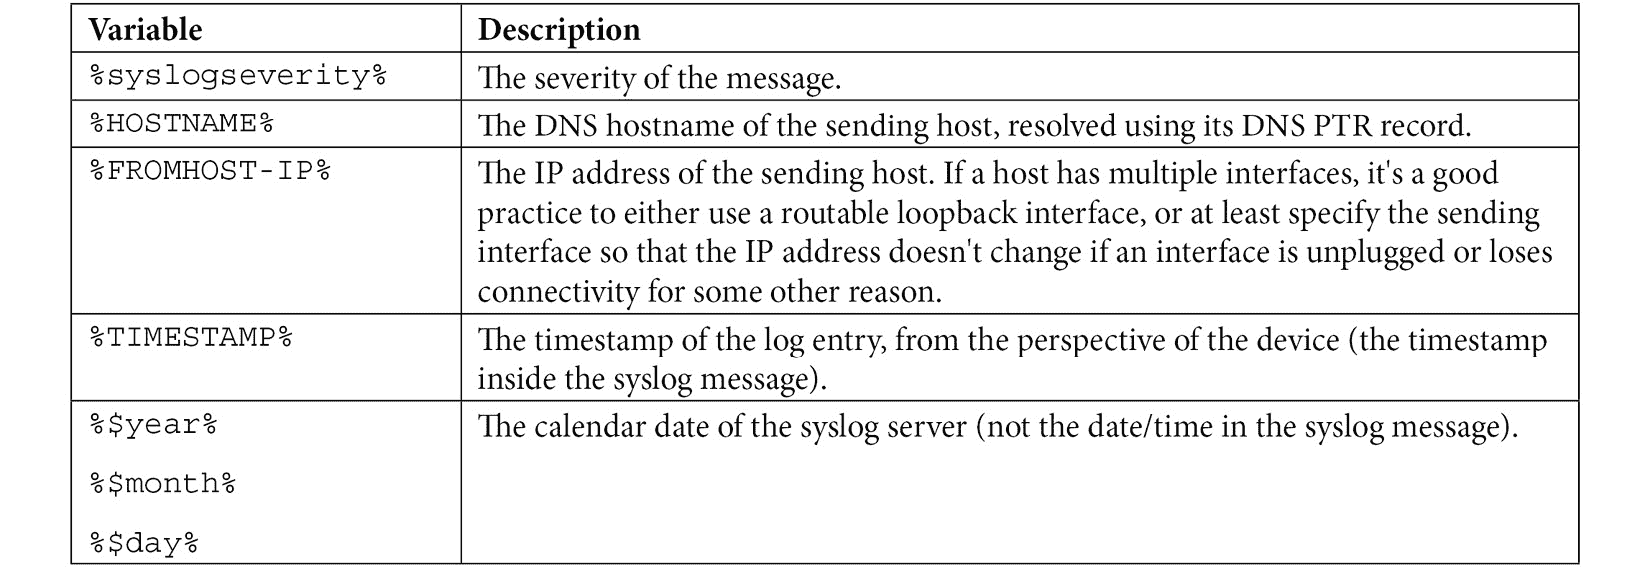 Variable Description
%syslogseverity% The severity of the message.
%HOSTNAME% The DNS hostname of the sending host, resolved using its DNS PTR record.
%FROMHOST-IP% The IP address of the sending host. If a host has multiple interfaces, it's a good
practice to either use a routable loopback interface, or at least specify the sending
interface so that the IP address doesn't change if an interface is unplugged or loses
connectivity for some other reason.
%TIMESTAMP% The timestamp of the log entry, from the perspective of the device (the timestamp
inside the syslog message).
%$year% The calendar date of the syslog server (not the date/time in the syslog message).
%$month%
%$day%